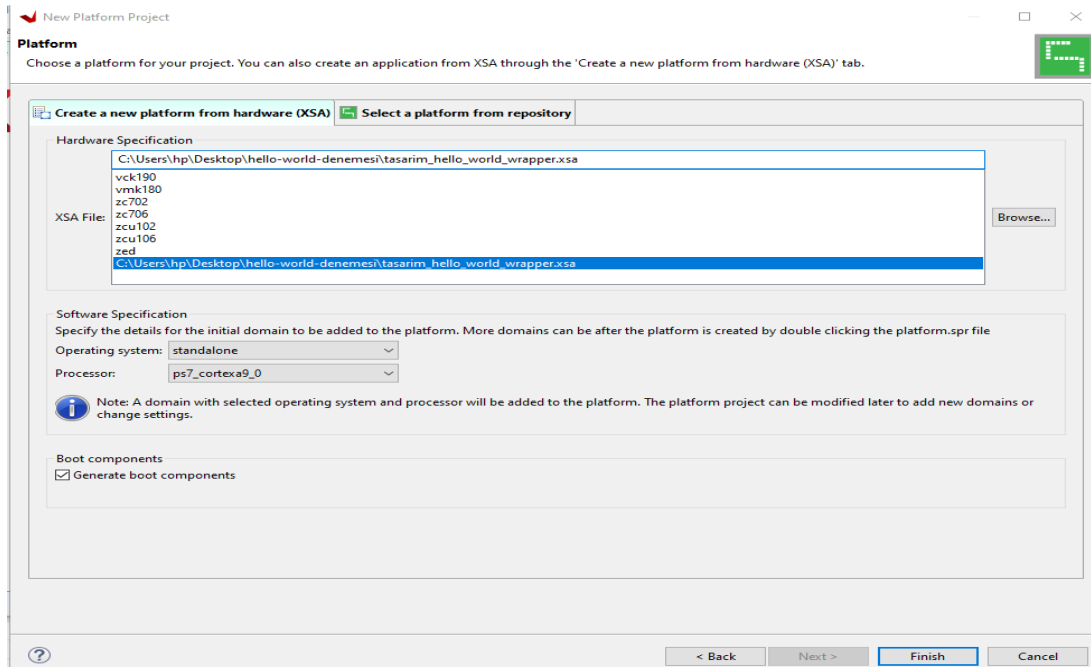 New Platform Project
Platform
Choose a platform for your project. You can also create an application from XSA through the 'Create a new platform from hardware (XSA)' tab.
Create a new platform from hardware (XSA)
Select a platform from repository
Hardware Specification
C:\Users\hp\Desktop\hello-world-denemesi\tasarim_hello_world_wrapper.xsa
vck190
vmk180
zc702
XSA File:
zc706
Browse...
zcu102
zcu106
zed
C:\Users\hp\Desktop\hello-world-denemesi\tasarim_hello_world_wrapper.xsa
Software Specification
Specify the details for the initial domain to be added to the platform. More domains can be after the platform is created by double clicking the platform.spr file
Operating system: standalone
Processor: ps7_cortexa9_0
Note: A domain with selected operating system and processor will be added to the platform. The platform project can be modified later to add new domains or
change settings.
Boot components
Generate boot components
< Back
Next >
Finish
Cancel